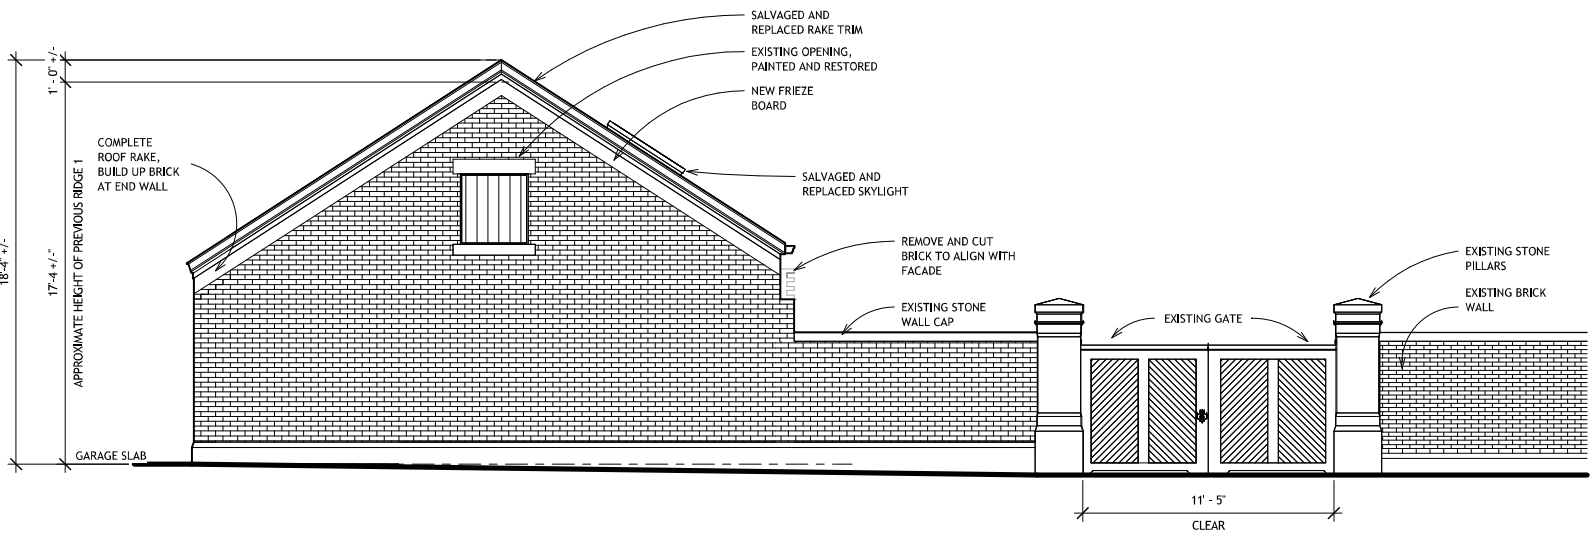 SALVAGED AND
REPLACED RAKE TRIM
EXISTING OPENING,
PAINTED AND RESTORED
NEW FRIEZE
BOARD
1' - 0" +/-
COMPLETE
ROOF RAKE,
BUILD UP BRICK
AT END WALL
SALVAGED AND
REPLACED SKYLIGHT
18'-4" +/-
17'-4 +/-"
APPROXIMATE HEIGHT OF PREVIOUS RIDGE 1
REMOVE AND CUT
BRICK TO ALIGN WITH
FACADE
EXISTING STONE
PILLARS
EXISTING BRICK
WALL
EXISTING STONE
WALL CAP
EXISTING GATE
GARAGE SLAB
11' - 5"
CLEAR